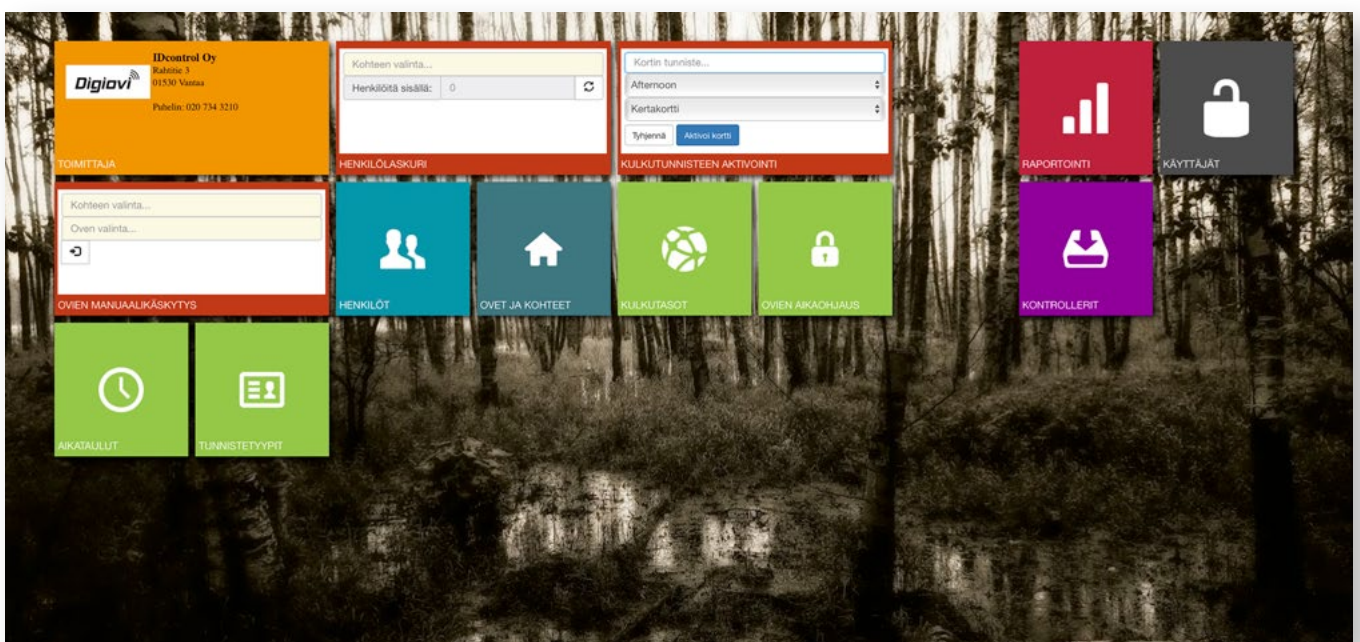 IDcontrol Oy
Rahtitie 3
01530 Vantaa
Digiovi
Puhelin: 020 734 3210
TOIMITTAJA
Kohteen valinta...
Henkilöitä sisällä: 0
HENKILÖLASKURI
Kortin tunniste...
Afternoon
Kertakortti
Tyhjennä Aktivoi kortti
KULKUTUNNISTEEN AKTIVOINTI
RAPORTOINTI
KÄYTTÄJÄT
Kohteen valinta...
Oven valinta...
OVIEN MANUAALIKÄSKYTYS
HENKILÖT
OVET JA KOHTEET
KULKUTASOT
OVIEN AIKAOHJAUS
KONTROLLERIT
AIKATAULUT
TUNNISTETYYPIT